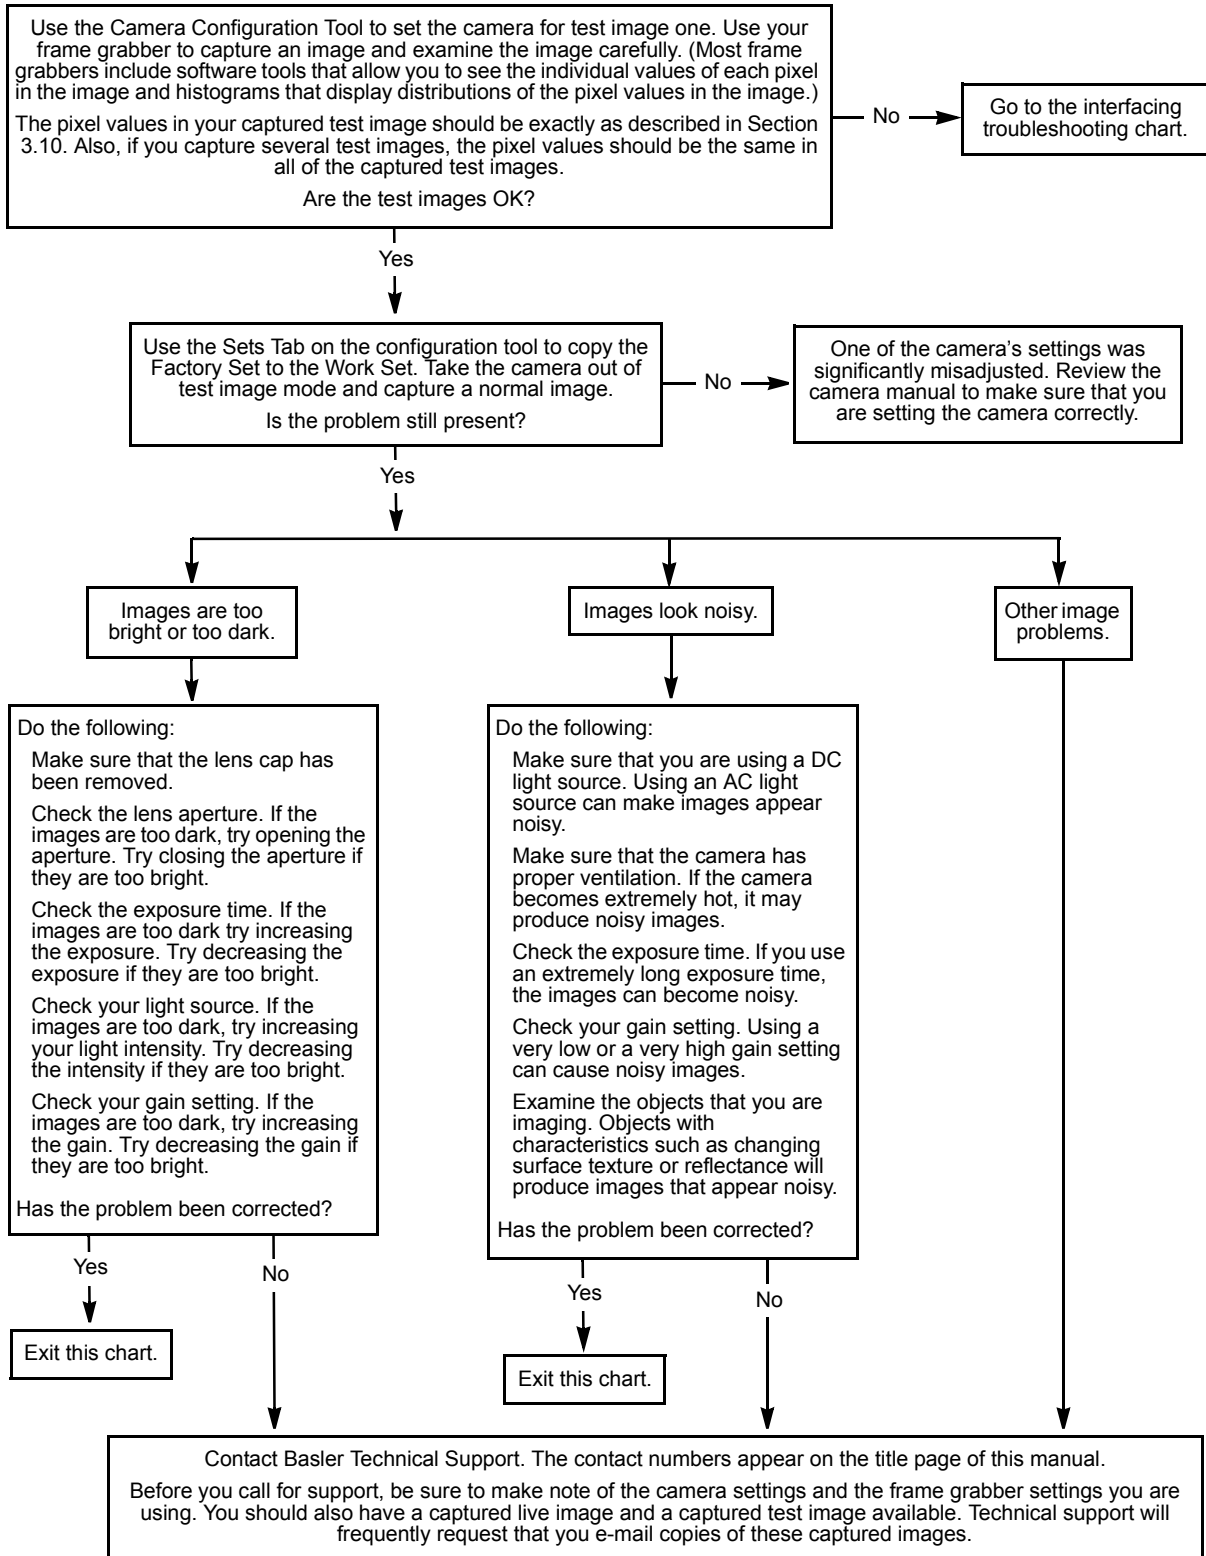 Use the Camera Configuration Tool to set the camera for test image one. Use your
frame grabber to capture an image and examine the image carefully. (Most frame
grabbers include software tools that allow you to see the individual values of each pixel
in the image and histograms that display distributions of the pixel values in the image.)
The pixel values in your captured test image should be exactly as described in Section
3.10. Also, if you capture several test images, the pixel values should be the same in
all of the captured test images.
Are the test images OK?
No
Go to the interfacing
troubleshooting chart.
Yes
Use the Sets Tab on the configuration tool to copy the
Factory Set to the Work Set. Take the camera out of
test image mode and capture a normal image.
Is the problem still present?
No
One of the camera's settings was
significantly misadjusted. Review the
camera manual to make sure that you
are setting the camera correctly.
Yes
Images are too
bright or too dark.
Images look noisy.
Other image
problems.
Do the following:
Make sure that the lens cap has
been removed.
Check the lens aperture. If the
images are too dark, try opening the
aperture. Try closing the aperture if
they are too bright.
Check the exposure time. If the
images are too dark try increasing
the exposure. Try decreasing the
exposure if they are too bright.
Check your light source. If the
images are too dark, try increasing
your light intensity. Try decreasing
the intensity if they are too bright.
Check your gain setting. If the
images are too dark, try increasing
the gain. Try decreasing the gain if
they are too bright.
Has the problem been corrected?
Yes
No
Exit this chart.
Do the following:
Make sure that you are using a DC
light source. Using an AC light
source can make images appear
noisy.
Make sure that the camera has
proper ventilation. If the camera
becomes extremely hot, it may
produce noisy images.
Check the exposure time. If you use
an extremely long exposure time,
the images can become noisy.
Check your gain setting. Using a
very low or a very high gain setting
can cause noisy images.
Examine the objects that you are
imaging. Objects with
characteristics such as changing
surface texture or reflectance will
produce images that appear noisy.
Has the problem been corrected?
Yes
No
Exit this chart.
Contact Basler Technical Support. The contact numbers appear on the title page of this manual.
Before you call for support, be sure to make note of the camera settings and the frame grabber settings you are
using. You should also have a captured live image and a captured test image available. Technical support will
frequently request that you e-mail copies of these captured images.